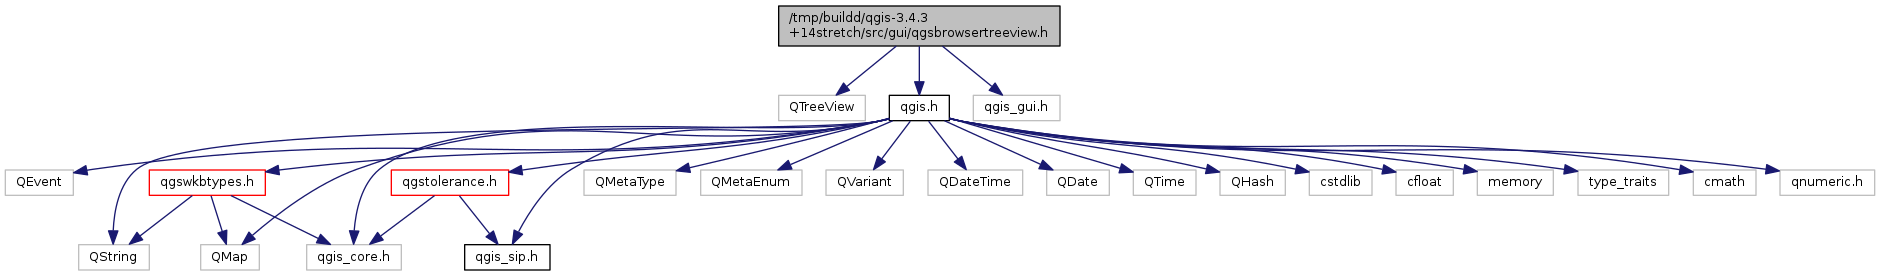 /tmp/buildd/qgis-3.4.3
+14stretch/src/gui/qgsbrowsertreeview.h
QTreeView
qgis.h
qgis_gui.h
QEvent
qgswkbtypes.h
qgstolerance.h
QMetaType
QMetaEnum
QVariant
QDateTime
QDate
QTime
QHash
cstdlib
cfloat
memory
type_traits
cmath
qnumeric.h
QString
QMap
qgis_core.h
qgis_sip.h